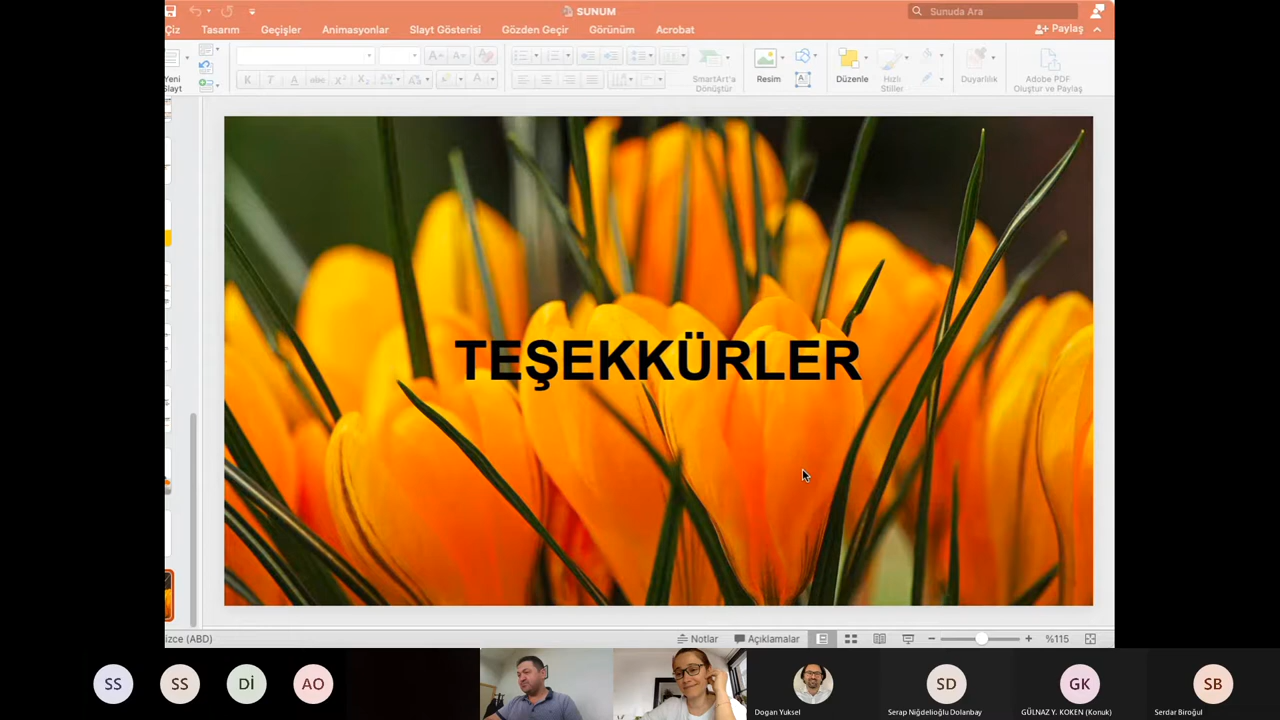 SUNUM
Sunuda Ara
Çiz
Tasarım
Geçişler
Animasyonlar
Slayt Gösterisi
Gözden Geçir
Görünüm
Acrobat
Paylaş
Yeni
Slayt
K
T
A
abc
SmartArt'a
Dönüştür
Resim
Düzenle
Hızlı
Stiller
Duyarlılık
Adobe PDF
Oluştur ve Paylaş
TEŞEKKÜRLER
izce (ABD)
Notlar
Açıklamalar
%115
SS
SS
Dİ
AO
SD
GK
SB
Dogan Yuksel
Serap Niğdelioğlu Dolanbay
GÜLNAZ Y. KOKEN (Konuk)
Serdar Biroğul